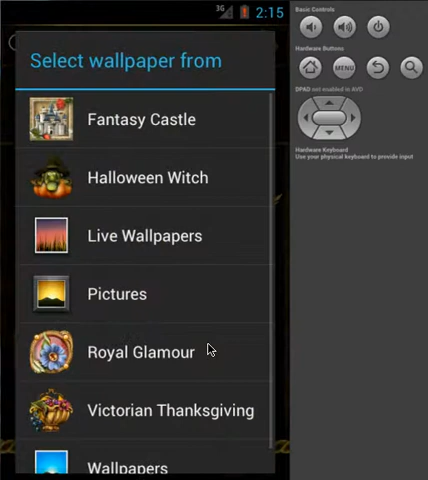 3G
2:15
Select wallpaper from
Fantasy Castle
Halloween Witch
Live Wallpapers
Pictures
Royal Glamour
Victorian Thanksgiving
Wallpapers
Basic Controls
Hardware Buttons
MENU
DPAD not enabled in AVD
Hardware Keyboard
Use your physical keyboard to provide input